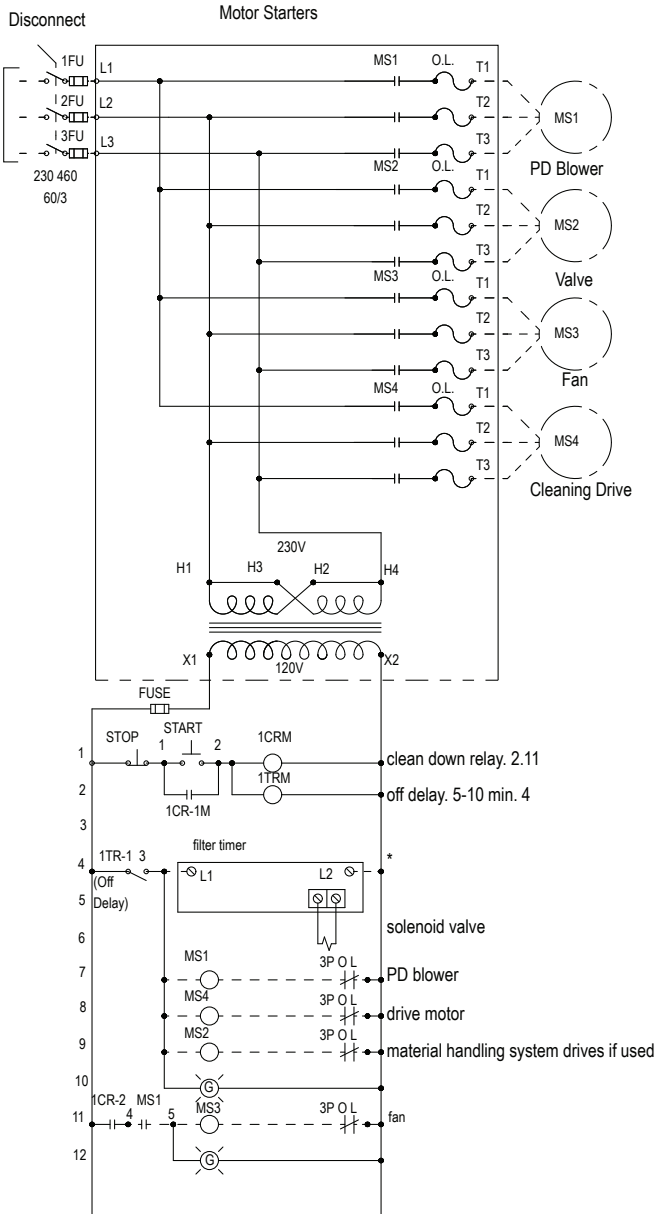 Motor Starters
Disconnect
1FU L1 MS1 O.L. T1
2FU L2 T2 MS1
3FU L3 T3 PD Blower
230 460
60/3
MS2 O.L. T1
T2 MS2
T3 Valve
MS3 O.L. T1
T2 MS3
T3 Fan
MS4 O.L. T1
T2 MS4
T3 Cleaning Drive
230V
H1 H3 H2 H4
X1 120V X2
FUSE
1 STOP 1 START 2 1CRM clean down relay. 2.11
2 1CR-1M 1TRM off delay. 5-10 min. 4
3
filter timer
4 1TR-1 3 L1 L2 *
5 (Off
Delay)
6 solenoid valve
7 MS1 3P O L PD blower
8 MS4 3P O L drive motor
9 MS2 3P O L material handling system drives if used
10 G
11 1CR-2 4 MS1 5 MS3 3P O L fan
12 G